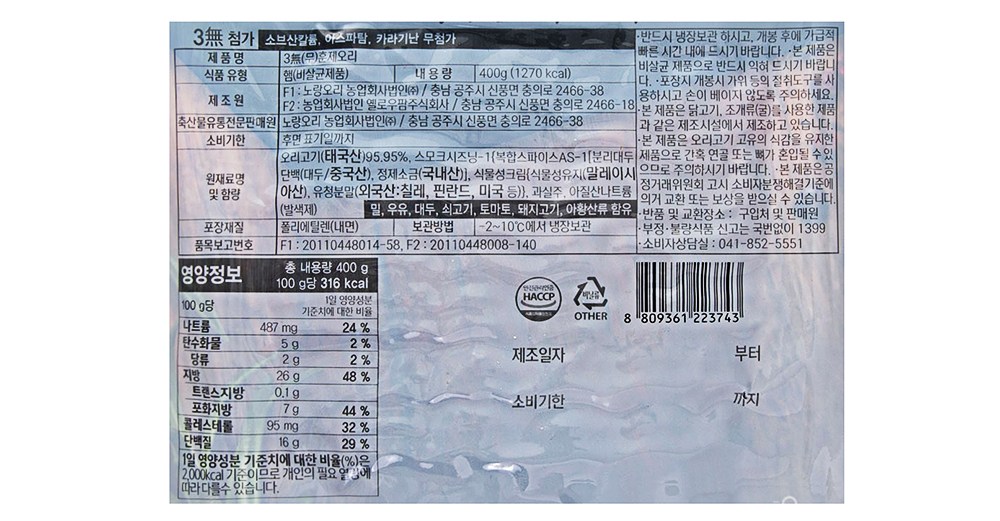 3無 첨가 소브산칼륨, 아스파탐, 카라기난 무첨가
제품명 3無(무)훈제오리
식품 유형 햄(비살균제품) 내 용 량 400g (1270 kcal)
제 조 원 F1 : 노랑오리 농업회사법인㈜ / 충남 공주시 신풍면 충의로 2466-38
F2 : 농업회사법인 옐로우팜주식회사 / 충남 공주시 신풍면 충의로 2466-18
축산물유통전문판매원 노랑오리 농업회사법인㈜ / 충남 공주시 신풍면 충의로 2466-38
소비기한 후면 표기일까지
원재료명 및 함량 오리고기(태국산)95.95%, 스모크시즈닝-1{복합스파이스AS-1[분리대두
단백(대두/중국산), 정제소금(국내산)], 식물성크림(식물성유지(말레이시
아산), 유청분말(외국산:칠레, 핀란드, 미국 등)}, 과실주, 아질산나트륨
(발색제) 밀, 우유, 대두, 쇠고기, 토마토, 돼지고기, 아황산류 함유
포장재질 폴리에틸렌(내면) 보관방법 -2~10℃에서 냉장보관
품목보고번호 F1 : 20110448014-58, F2 : 20110448008-140
·반드시 냉장보관 하시고, 개봉 후에 가급적
빠른 시간 내에 드시기 바랍니다. ·본 제품은
비살균 제품으로 반드시 익혀 드시기 바랍니
다. ·포장지 개봉시 가위 등의 절취도구를 사
용하시고 손이 베이지 않도록 주의하세요.
·본 제품은 닭고기, 조개류(굴)를 사용한 제품
과 같은 제조시설에서 제조하고 있습니다.
·본 제품은 오리고기 고유의 식감을 유지한
제품으로 간혹 연골 또는 뼈가 혼입될 수 있
으므로 주의하시기 바랍니다. ·본 제품은 공
정거래위원회 고시 소비자분쟁해결기준에
의거 교환 또는 보상을 받으실 수 있습니다.
·반품 및 교환장소 : 구입처 및 판매원
·부정·불량식품 신고는 국번없이 1399
·소비자상담실 : 041-852-5551
영양정보 총 내용량 400 g
100 g당 316 kcal
100 g당 1일 영양성분
기준치에 대한 비율
나트륨 487 mg 24 %
탄수화물 5 g 2 %
당류 2 g 2 %
지방 26 g 48 %
트랜스지방 0.1 g
포화지방 7 g 44 %
콜레스테롤 95 mg 32 %
단백질 16 g 29 %
1일 영양성분 기준치에 대한 비율(%)은
2,000kcal 기준이므로 개인의 필요 열량에
따라 다를수 있습니다.
안전관리인증
HACCP
비닐류
OTHER
8 809361 223743
제조일자 부터
소비기한 까지